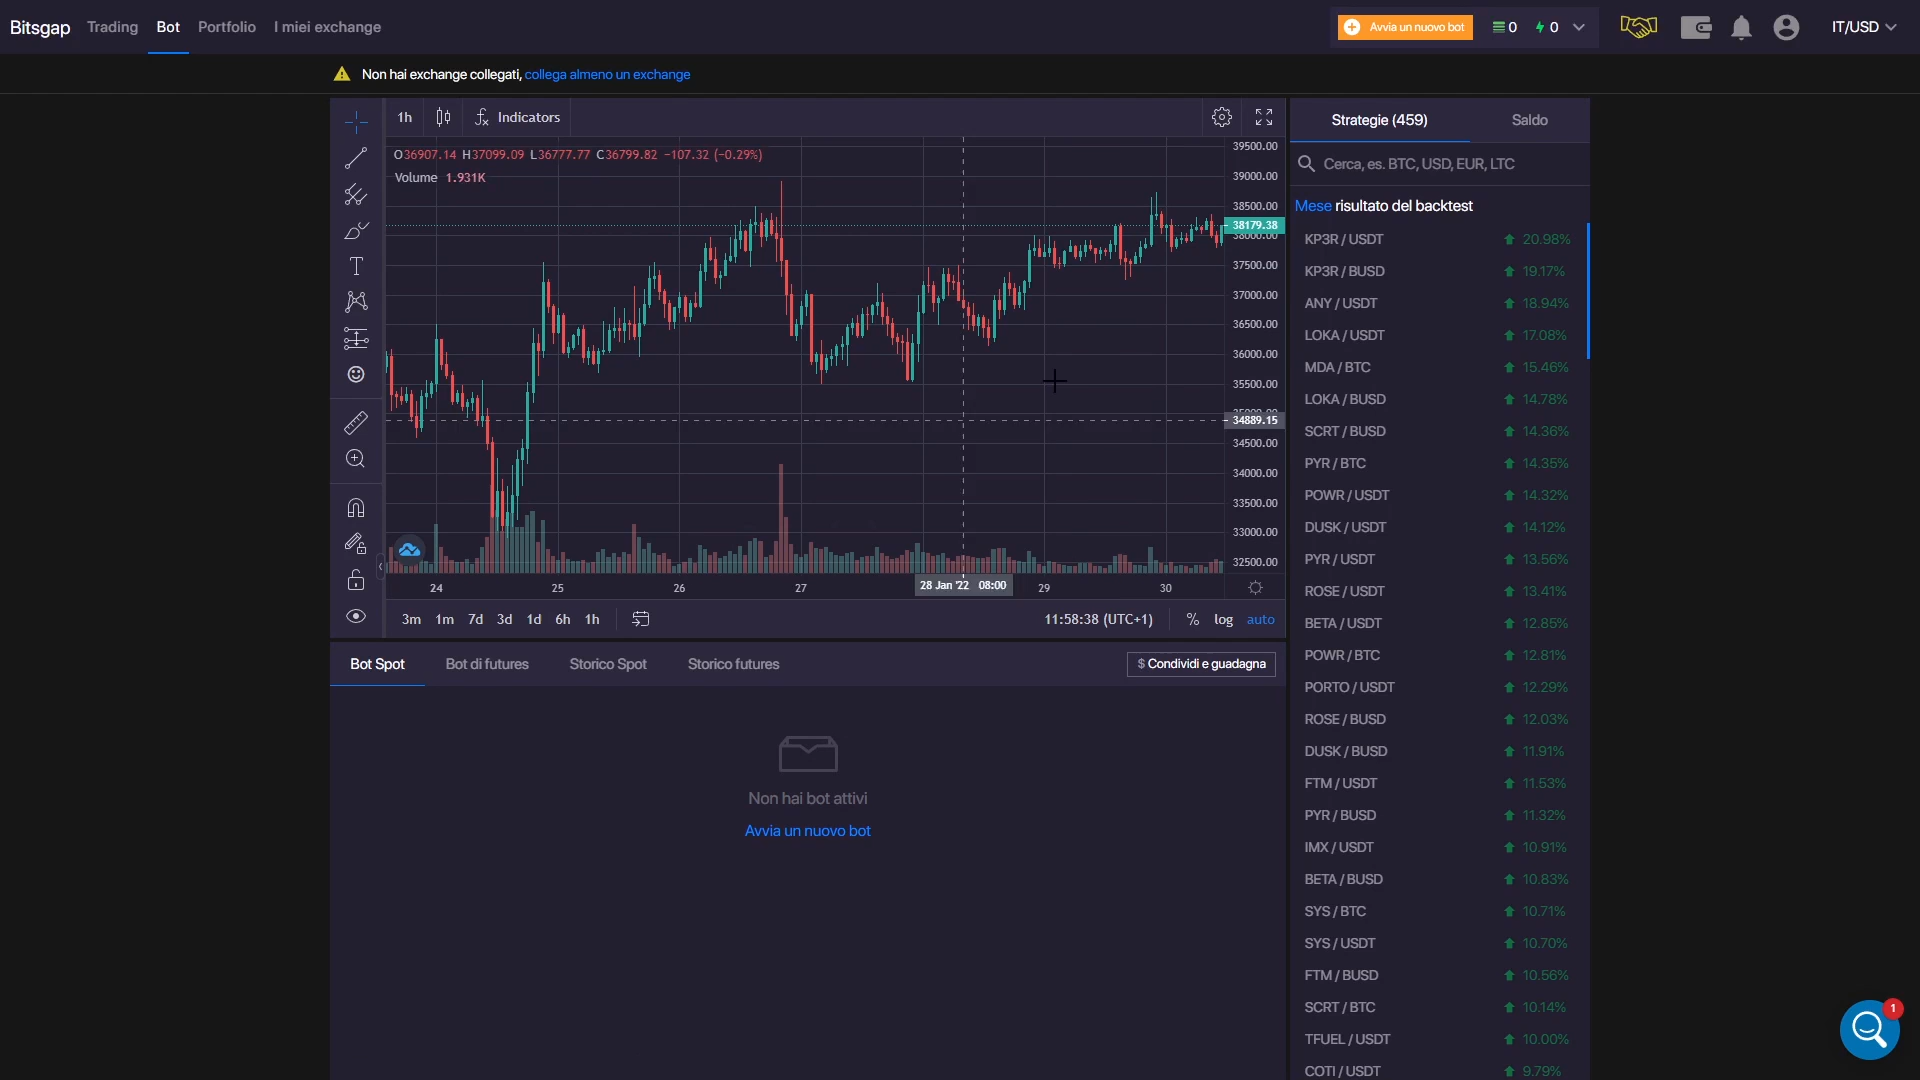 Bitsgap Trading Bot Portfolio I miei exchange Avvia un nuovo bot 0 0 IT/USD
Non hai exchange collegati, collega almeno un exchange
1h Indicators
O36907.14 H37099.09 L36777.77 C36799.82 −107.32 (−0.29%)
Volume 1.931K
39500.00
39000.00
38500.00
38179.38
38000.00
37500.00
37000.00
36500.00
36000.00
35500.00
35000.00
34889.15
34500.00
34000.00
33500.00
33000.00
32500.00
24 25 26 27 28 Jan '22 08:00 29 30
3m 1m 7d 3d 1d 6h 1h 11:58:38 (UTC+1) % log auto
Bot Spot Bot di futures Storico Spot Storico futures $ Condividi e guadagna
Non hai bot attivi
Avvia un nuovo bot
Strategie (459) Saldo
Cerca, es. BTC, USD, EUR, LTC
Mese risultato del backtest
KP3R / USDT 20.98%
KP3R / BUSD 19.17%
ANY / USDT 18.94%
LOKA / USDT 17.08%
MDA / BTC 15.46%
LOKA / BUSD 14.78%
SCRT / BUSD 14.36%
PYR / BTC 14.35%
POWR / USDT 14.32%
DUSK / USDT 14.12%
PYR / USDT 13.56%
ROSE / USDT 13.41%
BETA / USDT 12.85%
POWR / BTC 12.81%
PORTO / USDT 12.29%
ROSE / BUSD 12.03%
DUSK / BUSD 11.91%
FTM / USDT 11.53%
PYR / BUSD 11.32%
IMX / USDT 10.91%
BETA / BUSD 10.83%
SYS / BTC 10.71%
SYS / USDT 10.70%
FTM / BUSD 10.56%
SCRT / BTC 10.14%
TFUEL / USDT 10.00%
COTI / USDT 9.79%
1